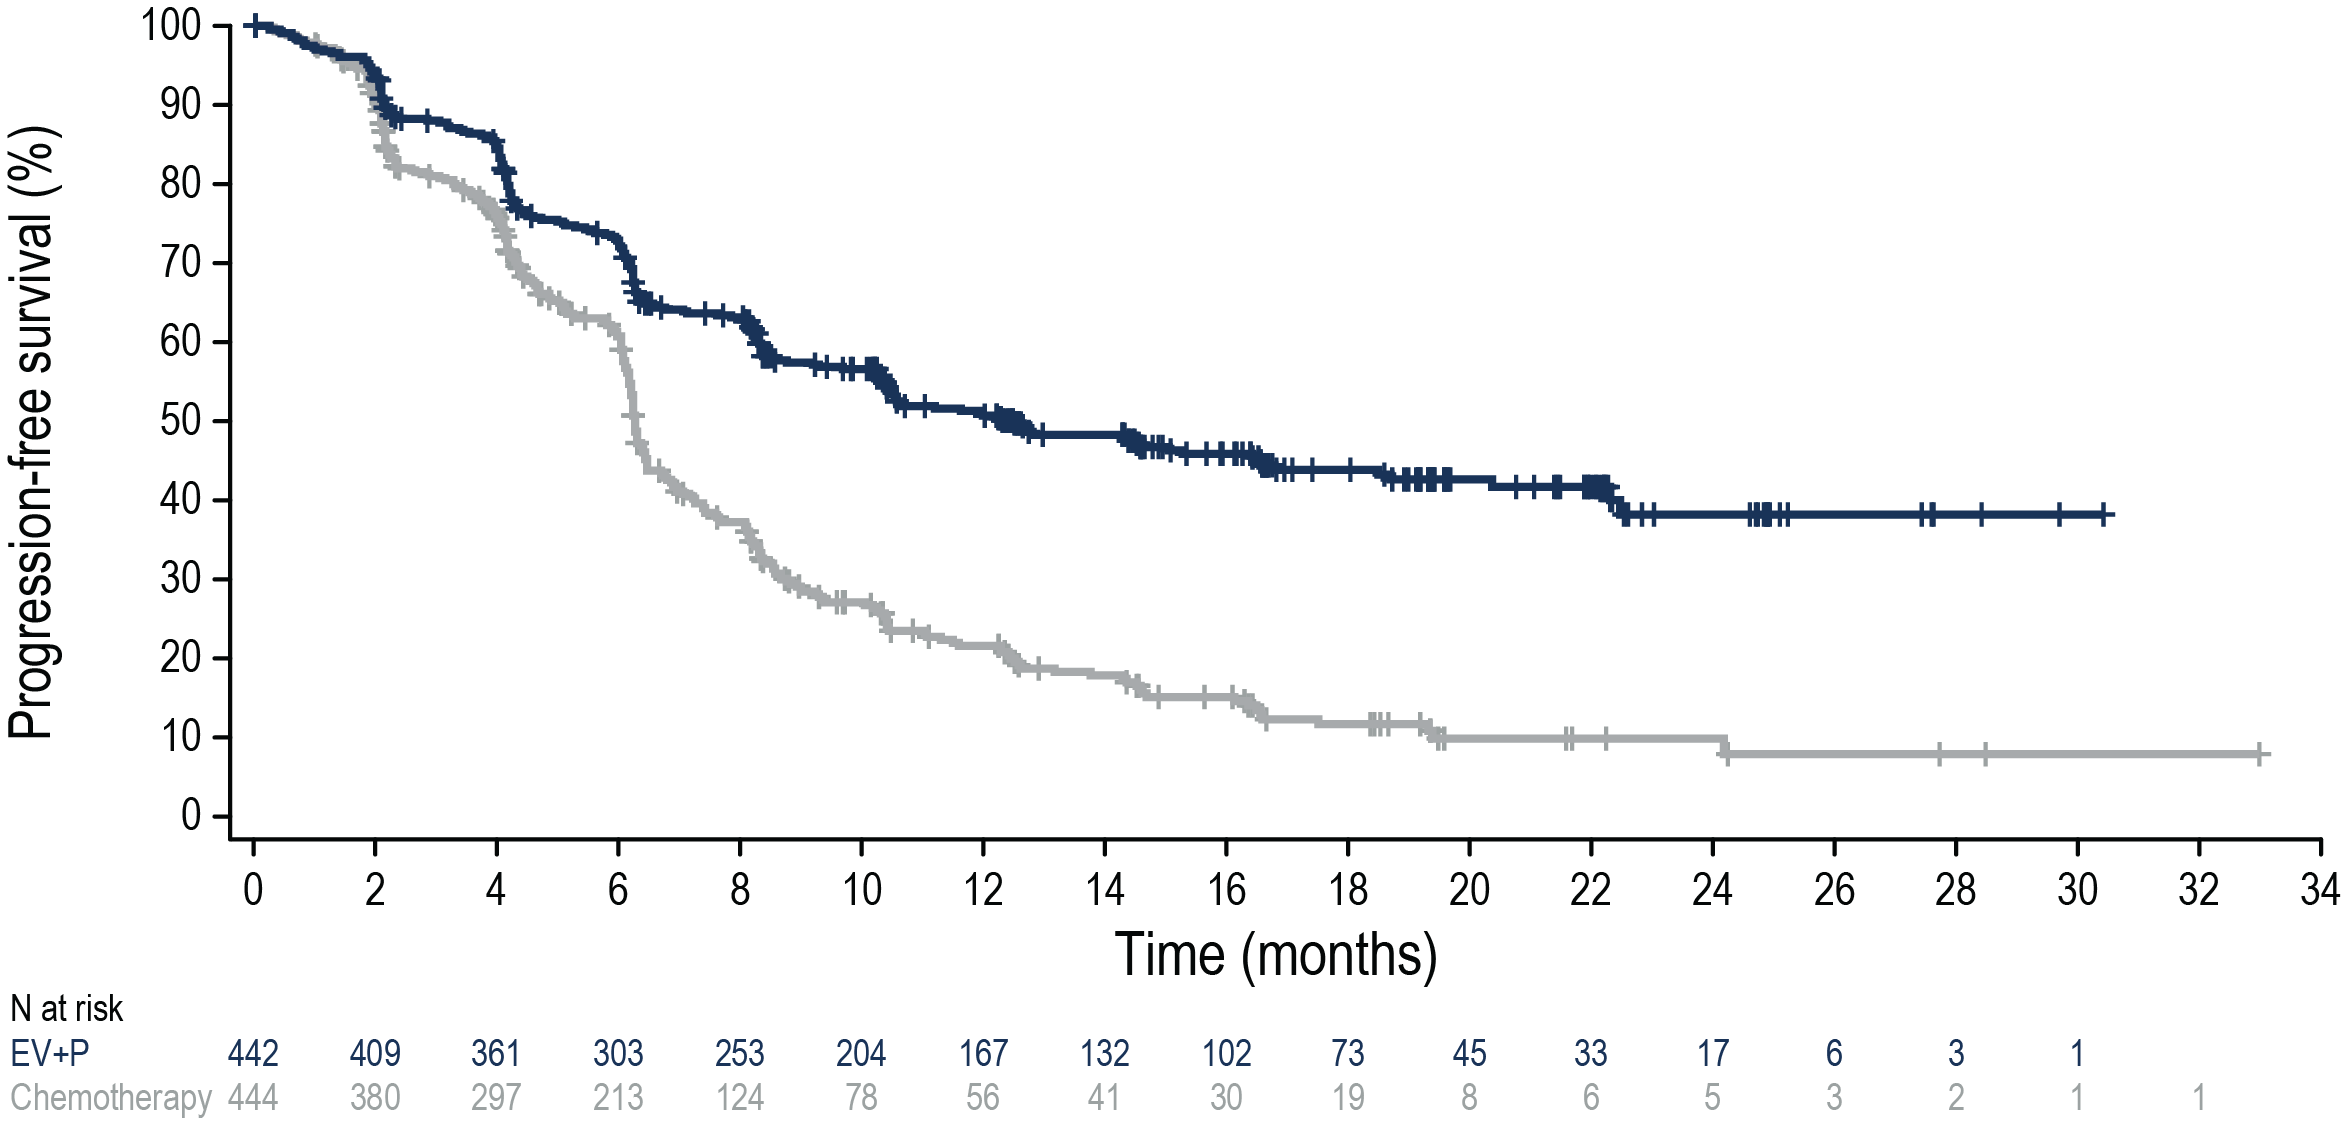 Progression-free survival (%)
100
90
80
70
60
50
40
30
20
10
0
0 2 4 6 8 10 12 14 16 18 20 22 24 26 28 30 32 34
Time (months)
N at risk
EV+P 442 409 361 303 253 204 167 132 102 73 45 33 17 6 3 1
Chemotherapy 444 380 297 213 124 78 56 41 30 19 8 6 5 3 2 1 1